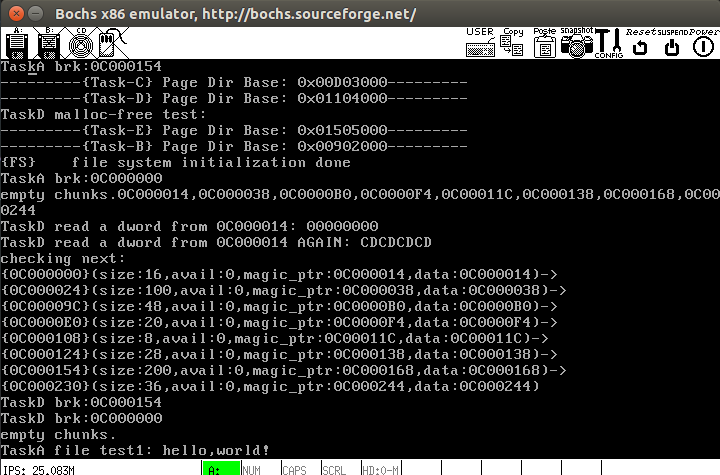 Bochs x86 emulator, http://bochs.sourceforge.net/
A: B: CD USER Copy Paste snapshot CONFIG Reset SUSPEND Power
TaskA brk:0C000154
---------{Task-C} Page Dir Base: 0x00D03000---------
---------{Task-D} Page Dir Base: 0x01104000---------
TaskD malloc-free test:
---------{Task-E} Page Dir Base: 0x01505000---------
---------{Task-B} Page Dir Base: 0x00902000---------
{FS}    file system initialization done
TaskA brk:0C000000
empty chunks.0C000014,0C000038,0C0000B0,0C0000F4,0C00011C,0C000138,0C000168,0C00
0244
TaskD read a dword from 0C000014: 00000000
TaskD read a dword from 0C000014 AGAIN: CDCDCDCD
checking next:
{0C000000}(size:16,avail:0,magic_ptr:0C000014,data:0C000014)->
{0C000024}(size:100,avail:0,magic_ptr:0C000038,data:0C000038)->
{0C00009C}(size:48,avail:0,magic_ptr:0C0000B0,data:0C0000B0)->
{0C0000E0}(size:20,avail:0,magic_ptr:0C0000F4,data:0C0000F4)->
{0C000108}(size:8,avail:0,magic_ptr:0C00011C,data:0C00011C)->
{0C000124}(size:28,avail:0,magic_ptr:0C000138,data:0C000138)->
{0C000154}(size:200,avail:0,magic_ptr:0C000168,data:0C000168)->
{0C000230}(size:36,avail:0,magic_ptr:0C000244,data:0C000244)
TaskD brk:0C000154
TaskD brk:0C000000
empty chunks.
TaskA file test1: hello,world!
IPS: 25.083M A: NUM CAPS SCRL HD:0-M